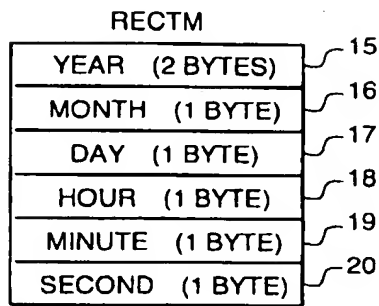 RECTM
YEAR (2 BYTES) 15
MONTH (1 BYTE) 16
DAY (1 BYTE) 17
HOUR (1 BYTE) 18
MINUTE (1 BYTE) 19
SECOND (1 BYTE) 20